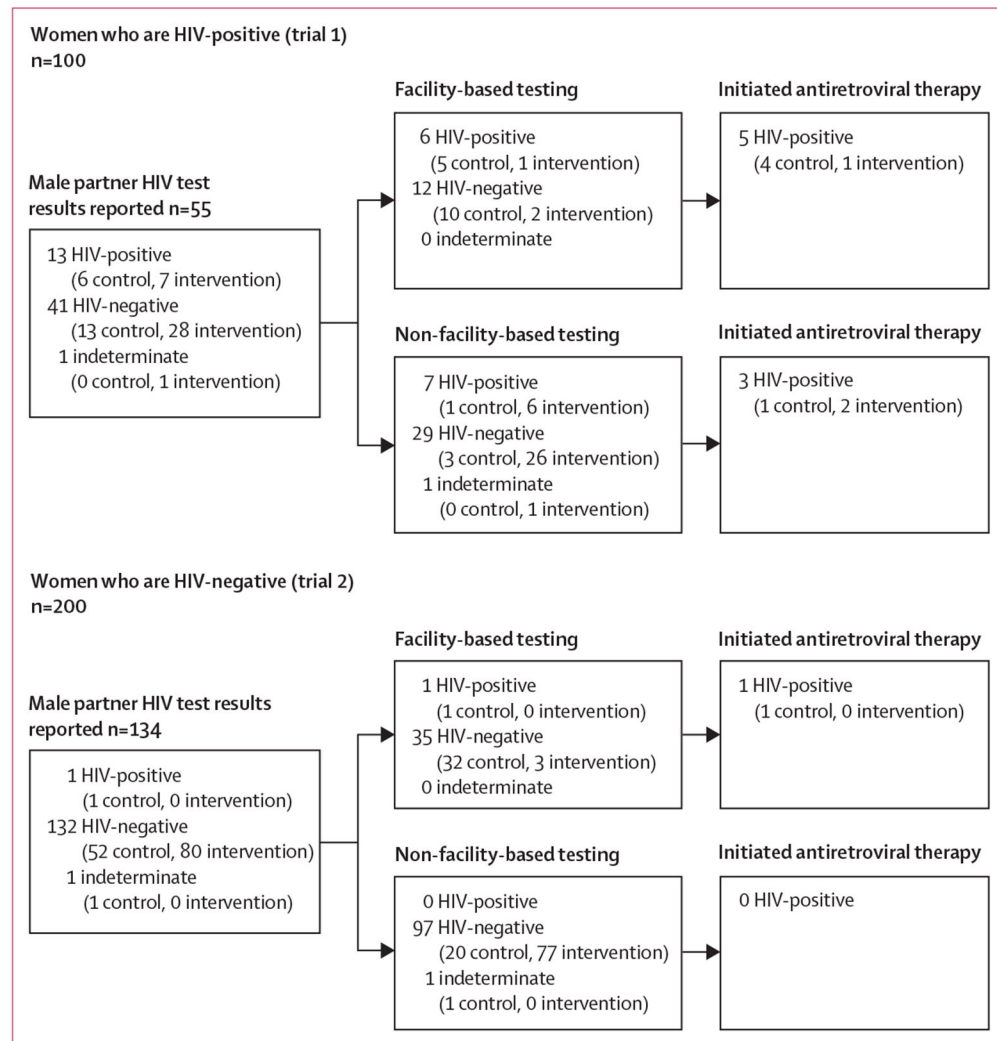 Women who are HIV-positive (trial 1)
n=100
Male partner HIV test
results reported n=55
13 HIV-positive
(6 control, 7 intervention)
41 HIV-negative
(13 control, 28 intervention)
1 indeterminate
(0 control, 1 intervention)
Facility-based testing
6 HIV-positive
(5 control, 1 intervention)
12 HIV-negative
(10 control, 2 intervention)
0 indeterminate
Initiated antiretroviral therapy
5 HIV-positive
(4 control, 1 intervention)
Non-facility-based testing
7 HIV-positive
(1 control, 6 intervention)
29 HIV-negative
(3 control, 26 intervention)
1 indeterminate
(0 control, 1 intervention)
Initiated antiretroviral therapy
3 HIV-positive
(1 control, 2 intervention)
Women who are HIV-negative (trial 2)
n=200
Male partner HIV test results
reported n=134
1 HIV-positive
(1 control, 0 intervention)
132 HIV-negative
(52 control, 80 intervention)
1 indeterminate
(1 control, 0 intervention)
Facility-based testing
1 HIV-positive
(1 control, 0 intervention)
35 HIV-negative
(32 control, 3 intervention)
0 indeterminate
Initiated antiretroviral therapy
1 HIV-positive
(1 control, 0 intervention)
Non-facility-based testing
0 HIV-positive
97 HIV-negative
(20 control, 77 intervention)
1 indeterminate
(1 control, 0 intervention)
Initiated antiretroviral therapy
0 HIV-positive